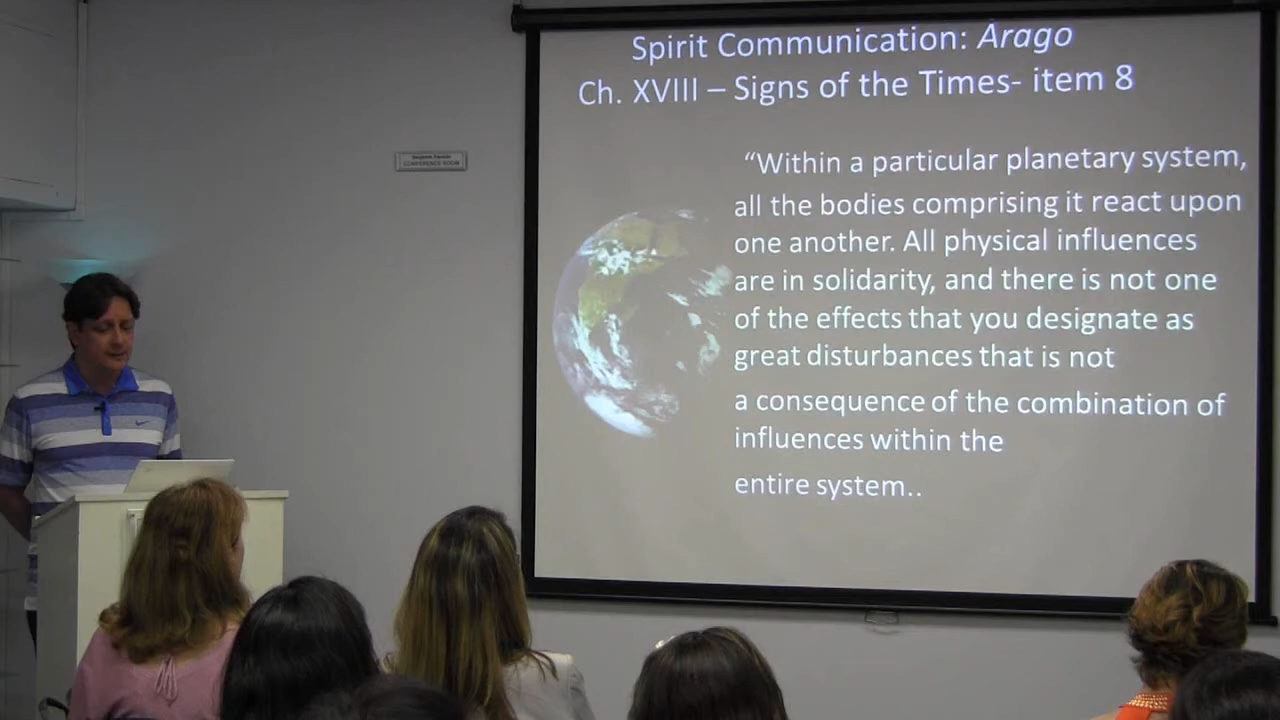 Spirit Communication: Arago
Ch. XVIII – Signs of the Times- item 8
“Within a particular planetary system,
all the bodies comprising it react upon
one another. All physical influences
are in solidarity, and there is not one
of the effects that you designate as
great disturbances that is not
a consequence of the combination of
influences within the
entire system..
CONFERENCE ROOM